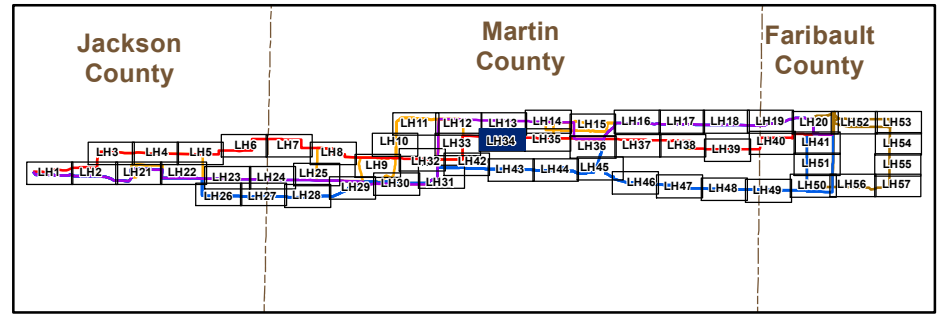 Jackson
County
Martin
County
Faribault
County
LH11 LH12 LH13 LH14 LH15 LH16 LH17 LH18 LH19 LH20 LH52 LH53
LH3 LH4 LH5 LH6 LH7 LH8 LH10 LH33 LH34 LH35 LH36 LH37 LH38 LH39 LH40 LH41 LH54
LH1 LH2 LH21 LH22 LH23 LH24 LH25 LH9 LH32 LH42 LH43 LH44 LH45 LH51 LH55
LH26 LH27 LH28 LH29 LH30 LH31 LH46 LH47 LH48 LH49 LH50 LH56 LH57